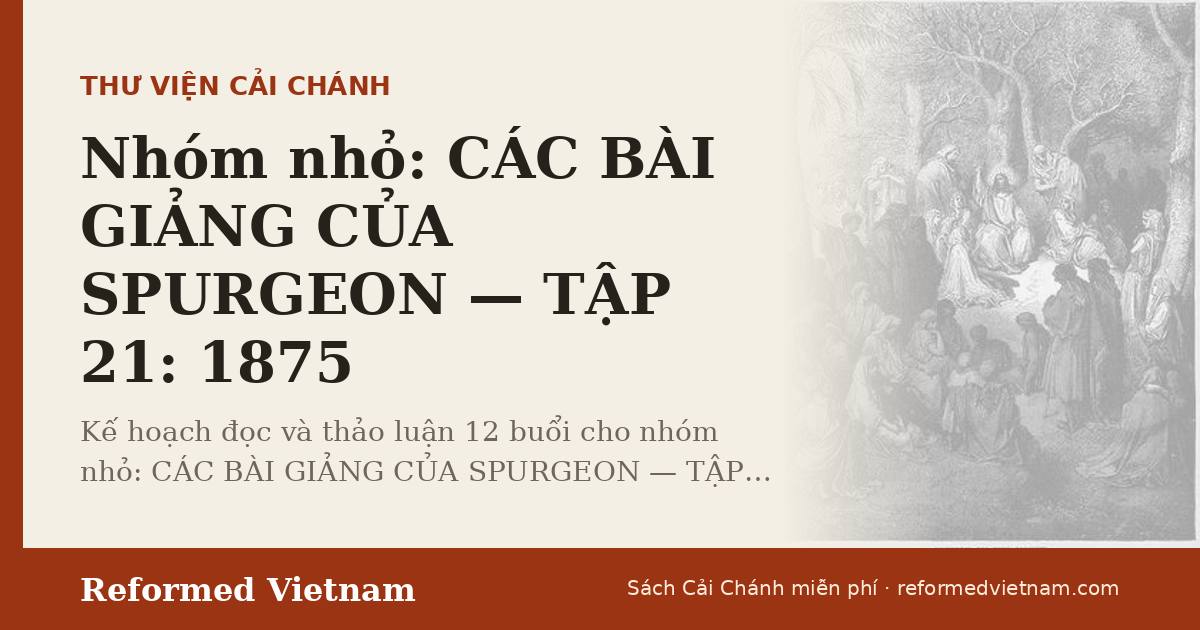 THƯ VIỆN CẢI CHÁNH
Nhóm nhỏ: CÁC BÀI
GIẢNG CỦA
SPURGEON — TẬP
21: 1875
Kế hoạch đọc và thảo luận 12 buổi cho nhóm
nhỏ: CÁC BÀI GIẢNG CỦA SPURGEON — TẬP...
Reformed Vietnam
Sách Cải Chánh miễn phí · reformedvietnam.com